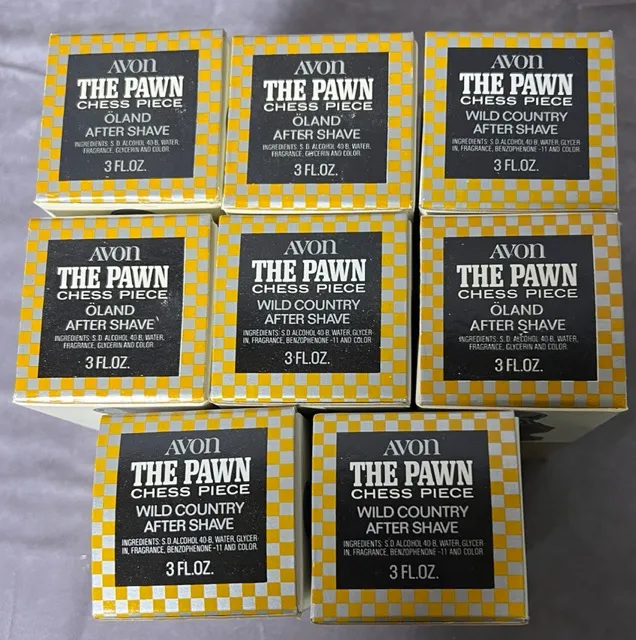 AVON
THE PAWN
CHESS PIECE
ÖLAND
AFTER SHAVE
INGREDIENTS: S.D. ALCOHOL 40-B, WATER,
FRAGRANCE, GLYCERIN AND COLOR.
3 FL.OZ.
AVON
THE PAWN
CHESS PIECE
ÖLAND
AFTER SHAVE
INGREDIENTS: S.D. ALCOHOL 40-B, WATER,
FRAGRANCE, GLYCERIN AND COLOR.
3 FL.OZ.
AVON
THE PAWN
CHESS PIECE
WILD COUNTRY
AFTER SHAVE
INGREDIENTS: S.D. ALCOHOL 40-B, WATER, GLYCER-
IN, FRAGRANCE, BENZOPHENONE-11 AND COLOR.
3 FL.OZ.
AVON
THE PAWN
CHESS PIECE
ÖLAND
AFTER SHAVE
INGREDIENTS: S.D. ALCOHOL 40-B, WATER,
FRAGRANCE, GLYCERIN AND COLOR.
3 FL.OZ.
AVON
THE PAWN
CHESS PIECE
WILD COUNTRY
AFTER SHAVE
INGREDIENTS: S.D. ALCOHOL 40-B, WATER, GLYCER-
IN, FRAGRANCE, BENZOPHENONE-11 AND COLOR.
3 FL.OZ.
AVON
THE PAWN
CHESS PIECE
ÖLAND
AFTER SHAVE
INGREDIENTS: S.D. ALCOHOL 40-B, WATER,
FRAGRANCE, GLYCERIN AND COLOR.
3 FL.OZ.
AVON
THE PAWN
CHESS PIECE
WILD COUNTRY
AFTER SHAVE
INGREDIENTS: S.D. ALCOHOL 40-B, WATER, GLYCER-
IN, FRAGRANCE, BENZOPHENONE-11 AND COLOR.
3 FL.OZ.
AVON
THE PAWN
CHESS PIECE
WILD COUNTRY
AFTER SHAVE
INGREDIENTS: S.D. ALCOHOL 40-B, WATER, GLYCER-
IN, FRAGRANCE, BENZOPHENONE-11 AND COLOR.
3 FL.OZ.